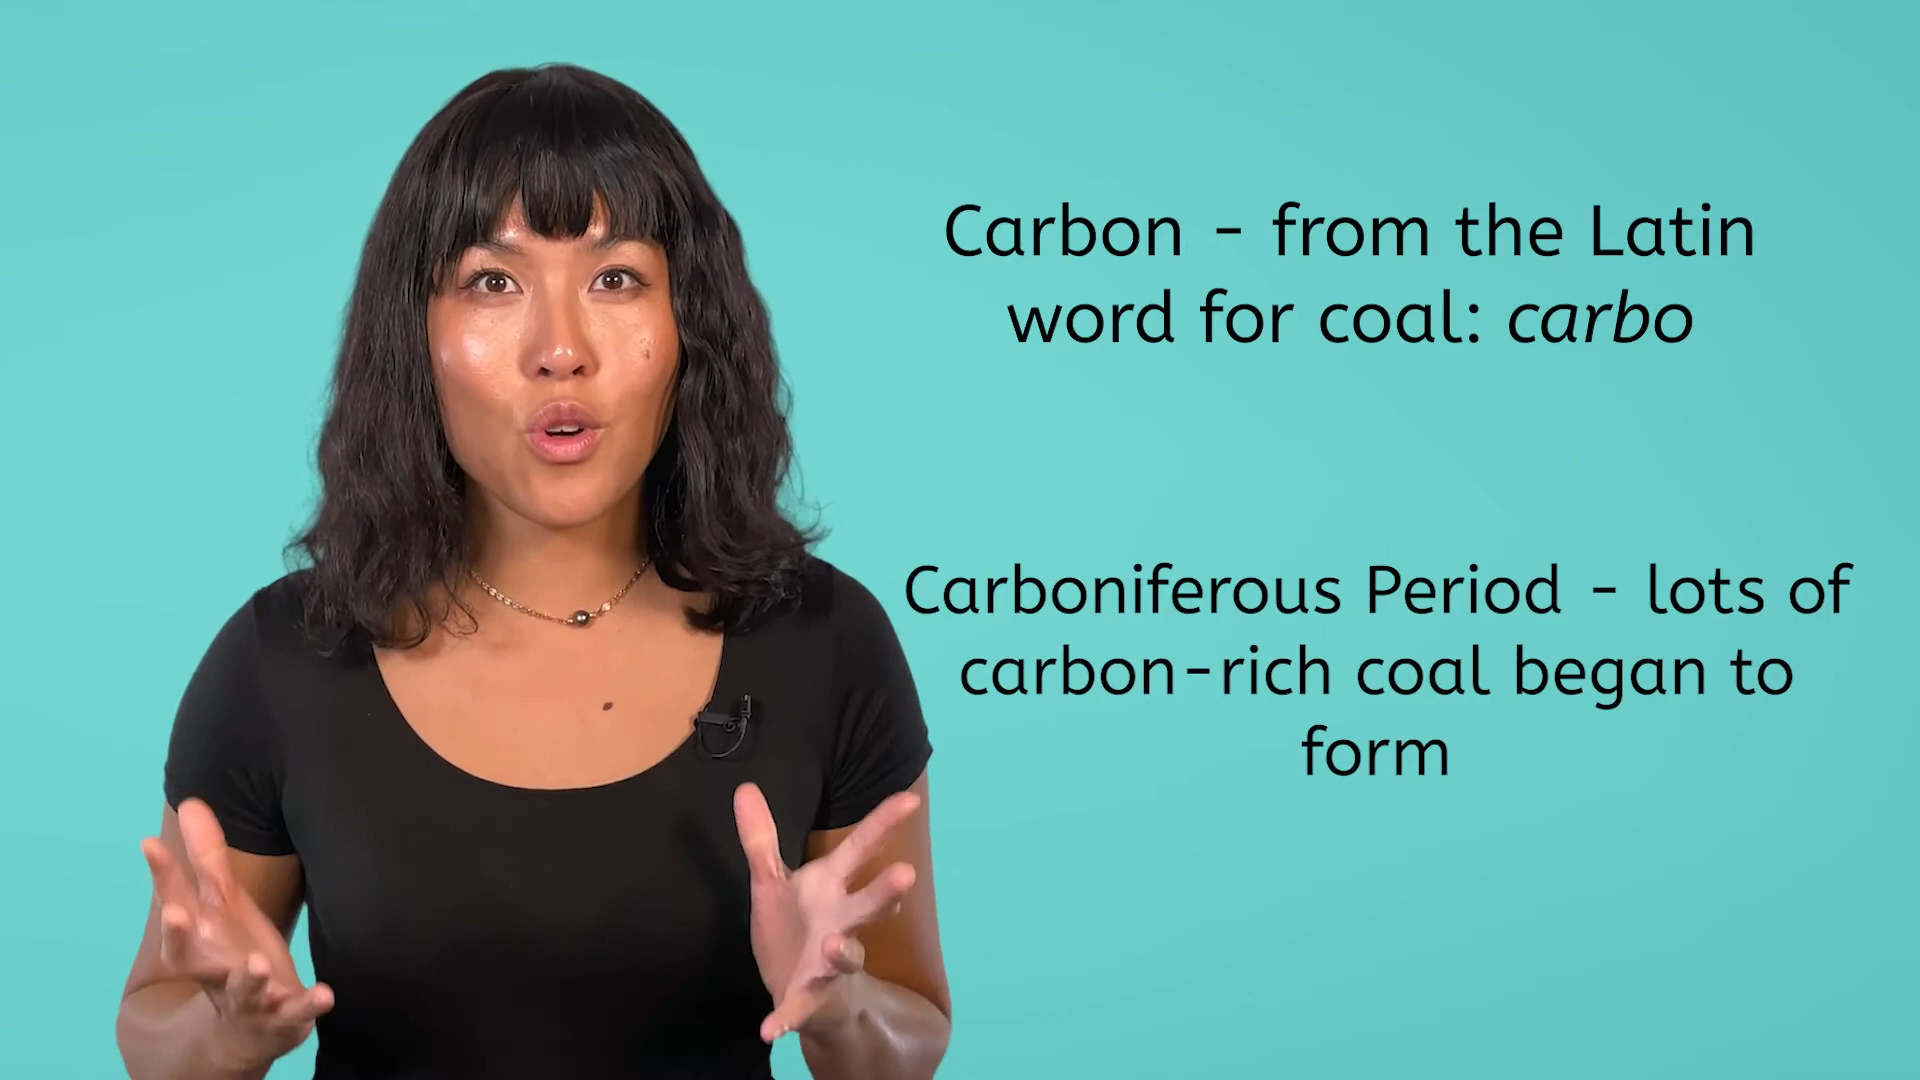 Carbon - from the Latin
word for coal: carbo
Carboniferous Period - lots of
carbon-rich coal began to
form